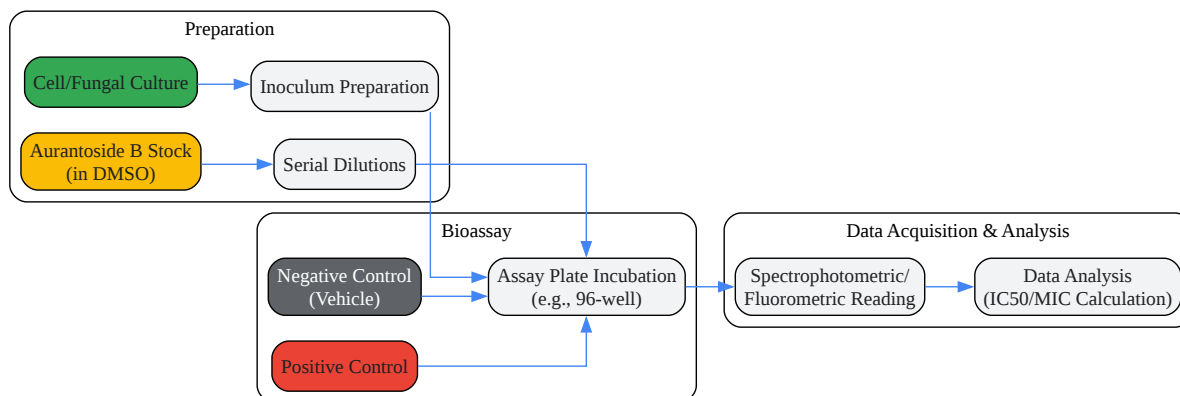 Preparation
Cell/Fungal Culture
Inoculum Preparation
Aurantoside B Stock
(in DMSO)
Serial Dilutions
Bioassay
Negative Control
(Vehicle)
Assay Plate Incubation
(e.g., 96-well)
Positive Control
Data Acquisition & Analysis
Spectrophotometric/
Fluorometric Reading
Data Analysis
(IC50/MIC Calculation)